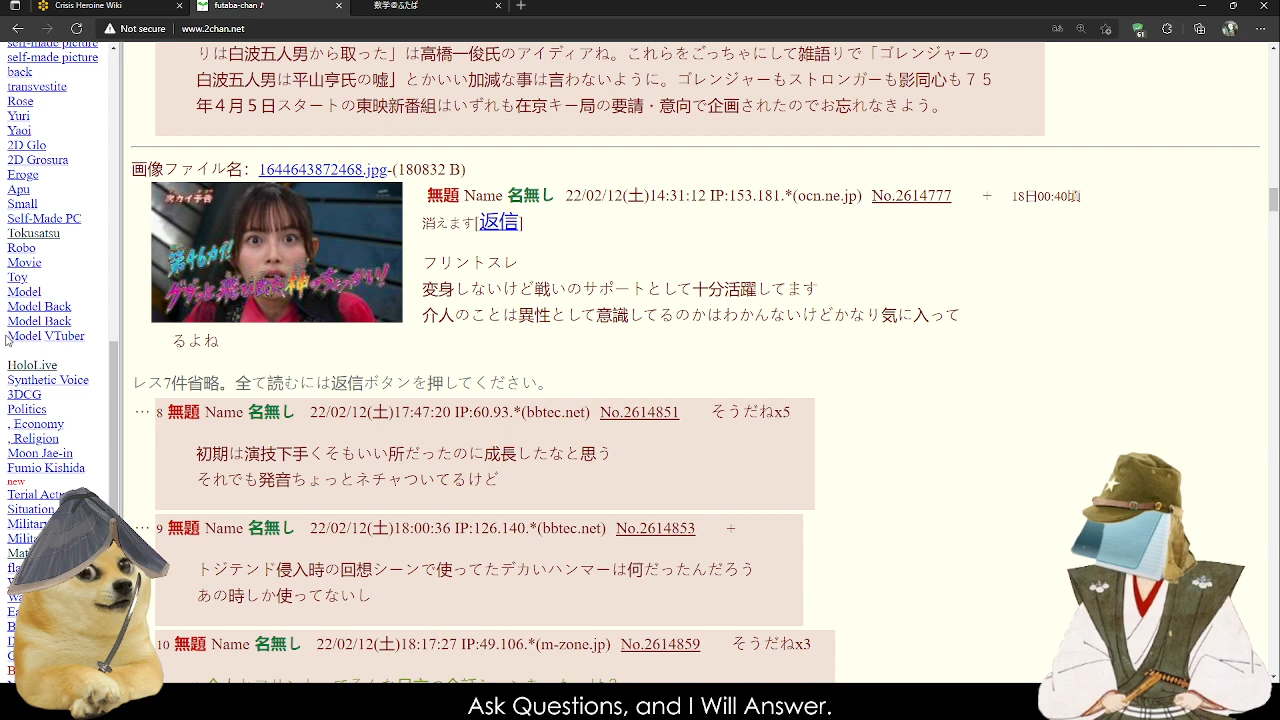 Crisis Heroine Wiki
futaba-channel
教幸みたば
Not secure | www.2chan.net
self-made picture
self-made picture
back
transvestite
Rose
Yuri
Yaoi
2D Glo
2D Grosura
Eroge
Apu
Small
Self-Made PC
Tokusatsu
Robo
Movie
Toy
Model
Model Back
Model Back
Model VTuber
HoloLive
Synthetic Voice
3DCG
Politics
, Economy
, Religion
Moon Jae-in
Fumio Kishida
new
Terial Act
Situation
Militar
Milit
Mat
fla
りは白波五人男から取った」は高橋一俊氏のアイディアね。これらをごっちゃにして雑語りで「ゴレンジャーの
白波五人男は平山亨氏の嘘」とかいい加減な事は言わないように。ゴレンジャーもストロンガーも影同心も７５
年４月５日スタートの東映新番組はいずれも在京キー局の要請・意向で企画されたのでお忘れなきよう。
画像ファイル名：1644643872468.jpg-(180832 B)
無題 Name 名無し 22/02/12(土)14:31:12 IP:153.181.*(ocn.ne.jp) No.2614777 + 18日00:40頃
消えます[返信]
第46カイ!
フリントスレ
変身しないけど戦いのサポートとして十分活躍してます
介人のことは異性として意識してるのかはわかんないけどかなり気に入って
るよね
レス7件省略。全て読むには返信ボタンを押してください。
… 8 無題 Name 名無し 22/02/12(土)17:47:20 IP:60.93.*(bbtec.net) No.2614851 そうだねx5
初期は演技下手くそもいい所だったのに成長したなと思う
それでも発音ちょっとネチャついてるけど
… 9 無題 Name 名無し 22/02/12(土)18:00:36 IP:126.140.*(bbtec.net) No.2614853 +
トジテンド侵入時の回想シーンで使ってたデカいハンマーは何だったんだろう
あの時しか使ってないし
10 無題 Name 名無し 22/02/12(土)18:17:27 IP:49.106.*(m-zone.jp) No.2614859 そうだねx3
Ask Questions, and I Will Answer.